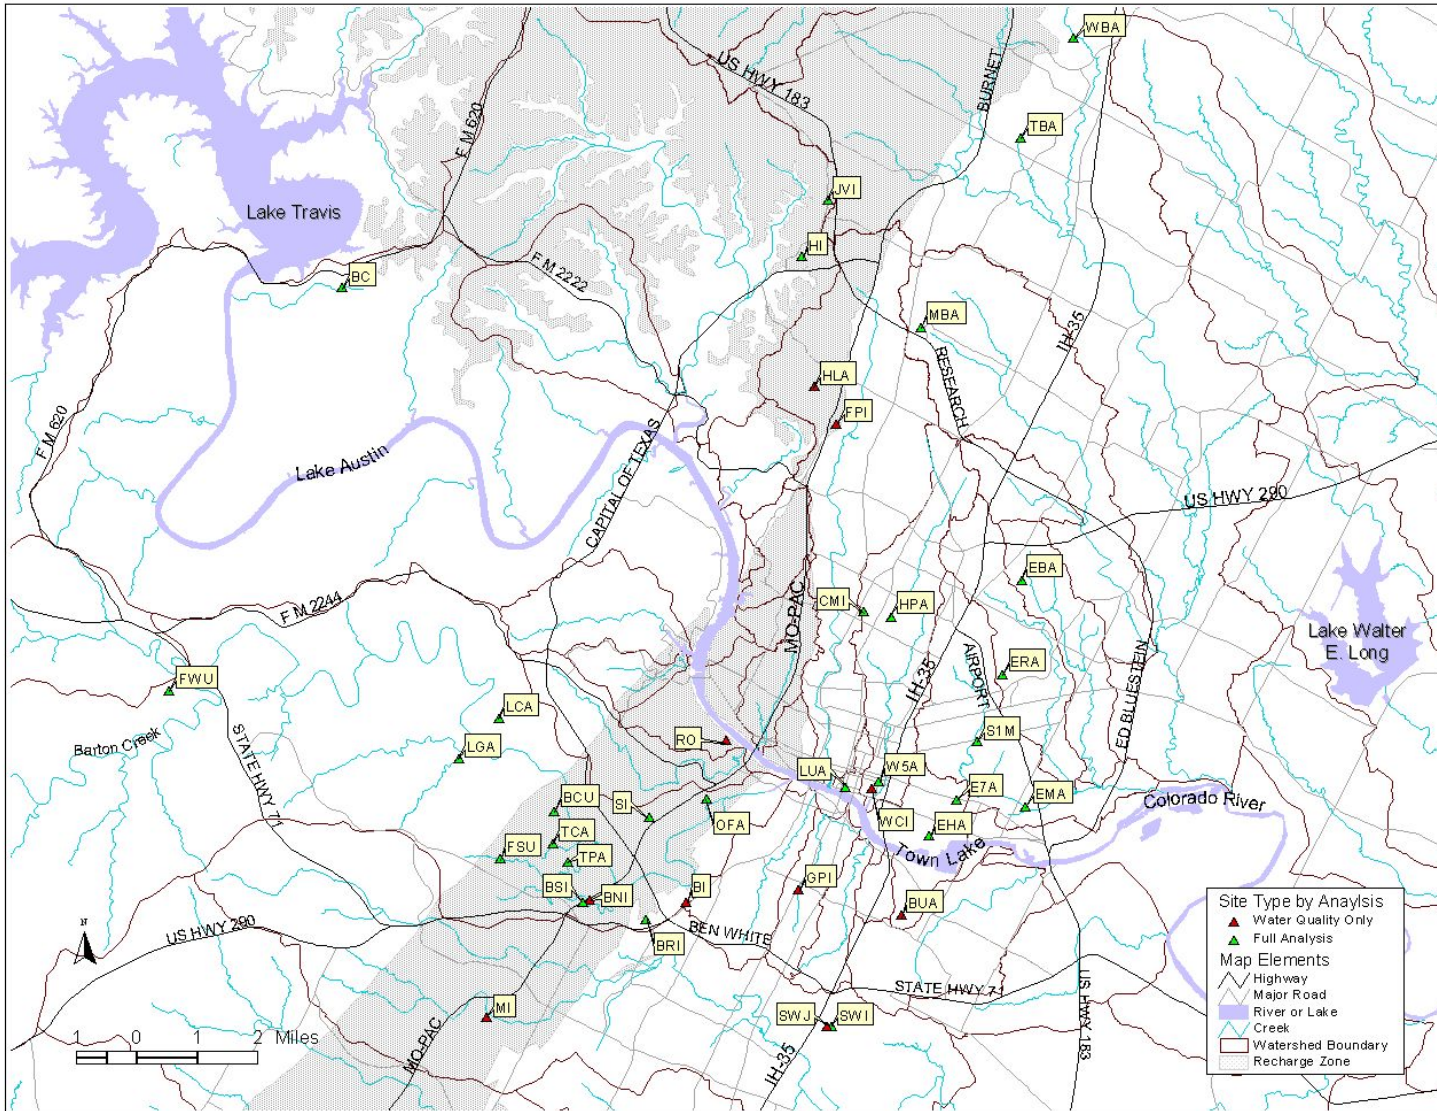 WBA
US HWY 183
BURNET
TBA
F M 620
JVI
Lake Travis
HI
F M 2222
BC
MBA
IH-35
RESEARCH
HLA
FPI
F M 620
CAPITAL OF TEXAS
Lake Austin
US HWY 290
EBA
F M 2244
CMI
HPA
MO-PAC
Lake Walter
E. Long
AIRPORT
ERA
IH-35
ED BLUESTEIN
FWU
LCA
STATE HWY 71
Barton Creek
LGA
RO
S1M
LUA
W5A
E7A
EMA
Colorado River
BCU
SI
OFA
WCI
EHA
TCA
FSU
TPA
Town Lake
BSI
BNI
BI
GPI
BUA
US HWY 290
BEN WHITE
BRI
N
STATE HWY 71
US HWY 183
MI
SWJ
SWI
MO-PAC
IH-35
1 0 1 2 Miles
Site Type by Anaylsis
Water Quality Only
Full Analysis
Map Elements
Highway
Major Road
River or Lake
Creek
Watershed Boundary
Recharge Zone